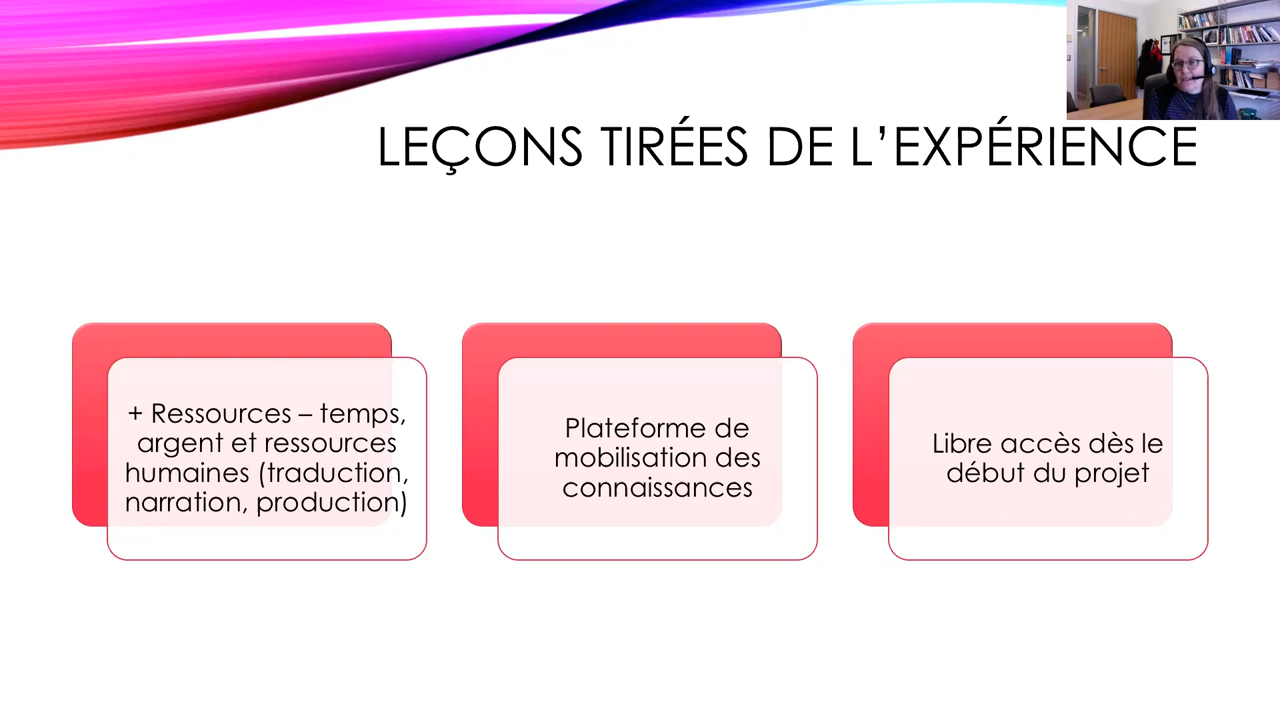 LEÇONS TIRÉES DE L’EXPÉRIENCE
+ Ressources – temps,
argent et ressources
humaines (traduction,
narration, production)
Plateforme de
mobilisation des
connaissances
Libre accès dès le
début du projet